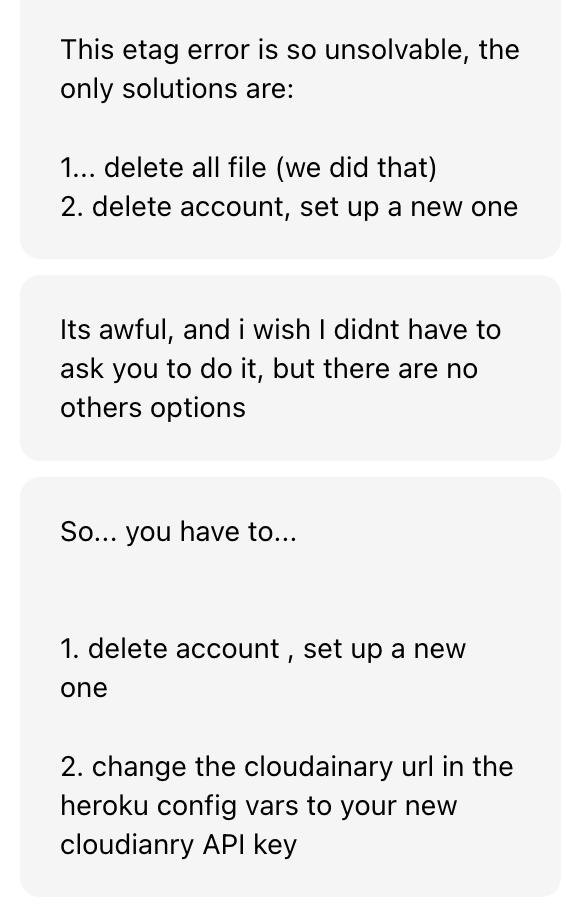 This etag error is so unsolvable, the
only solutions are:
1... delete all file (we did that)
2. delete account, set up a new one
Its awful, and i wish I didnt have to
ask you to do it, but there are no
others options
So... you have to...
1. delete account , set up a new
one
2. change the cloudainary url in the
heroku config vars to your new
cloudianry API key